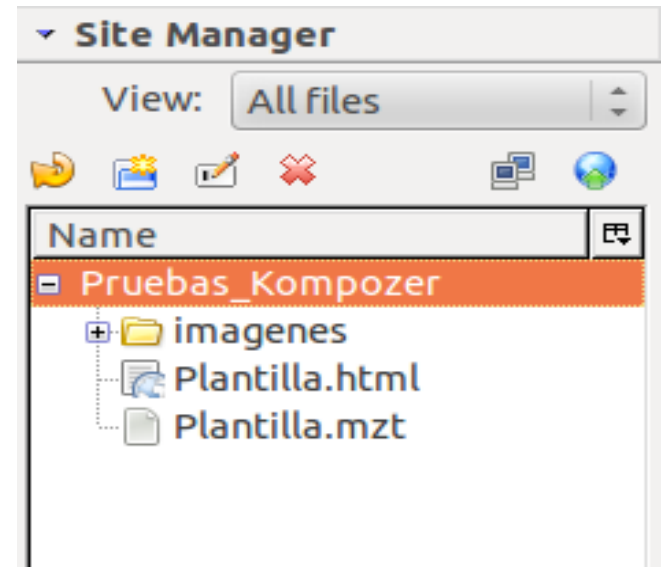 Site Manager
View: All files
Name
Pruebas_Kompozer
imagenes
Plantilla.html
Plantilla.mzt